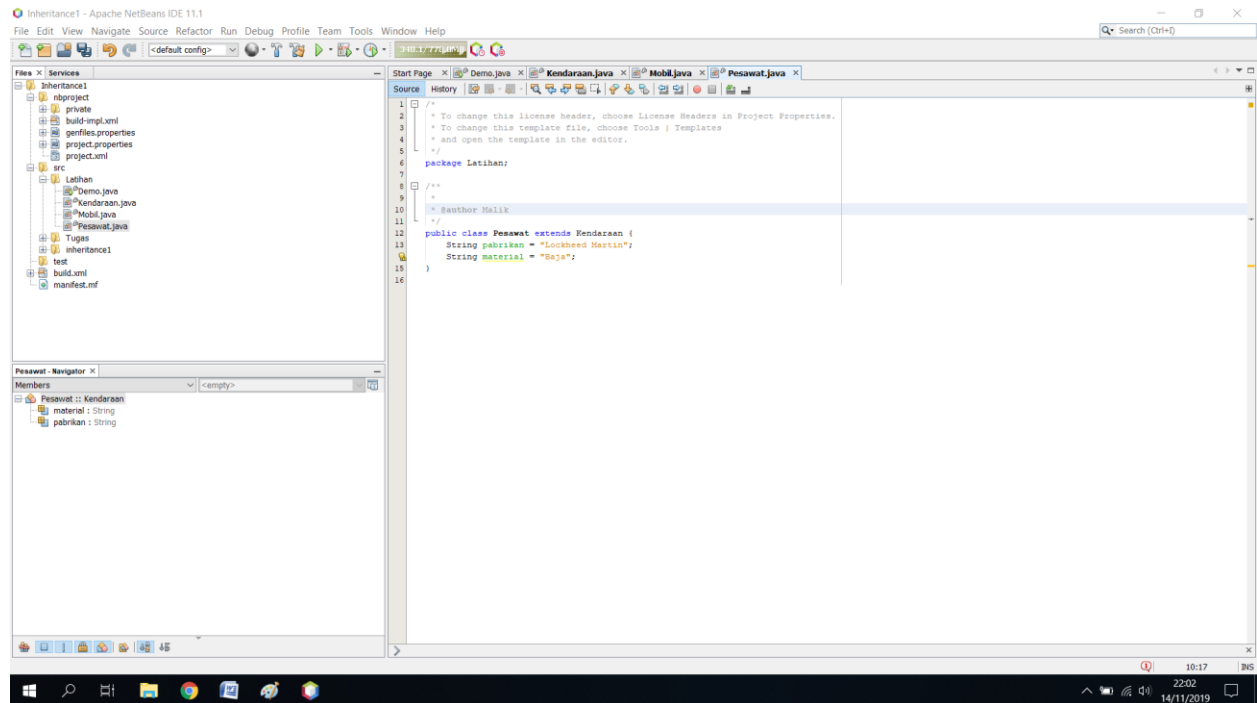 Inheritance1 - Apache NetBeans IDE 11.1
File Edit View Navigate Source Refactor Run Debug Profile Team Tools Window Help
Search (Ctrl+I)
<default config>
Files Services
Inheritance1
nbproject
private
build-impl.xml
genfiles.properties
project.properties
project.xml
src
Latihan
Demo.java
Kendaraan.java
Mobil.java
Pesawat.java
Tugas
inheritance1
test
build.xml
manifest.mf
Pesawat - Navigator
Members
<empty>
Pesawat :: Kendaraan
material : String
pabrikan : String
Start Page Demo.java Kendaraan.java Mobil.java Pesawat.java
Source History
1 /*
2 * To change this license header, choose License Headers in Project Properties.
3 * To change this template file, choose Tools | Templates
4 * and open the template in the editor.
5 */
6 package Latihan;
7
8 /**
9 *
10 * @author Malik
11 */
12 public class Pesawat extends Kendaraan {
13 String pabrikan = "Lockheed Martin";
String material = "Baja";
15 }
16
10:17 INS
22:02
14/11/2019